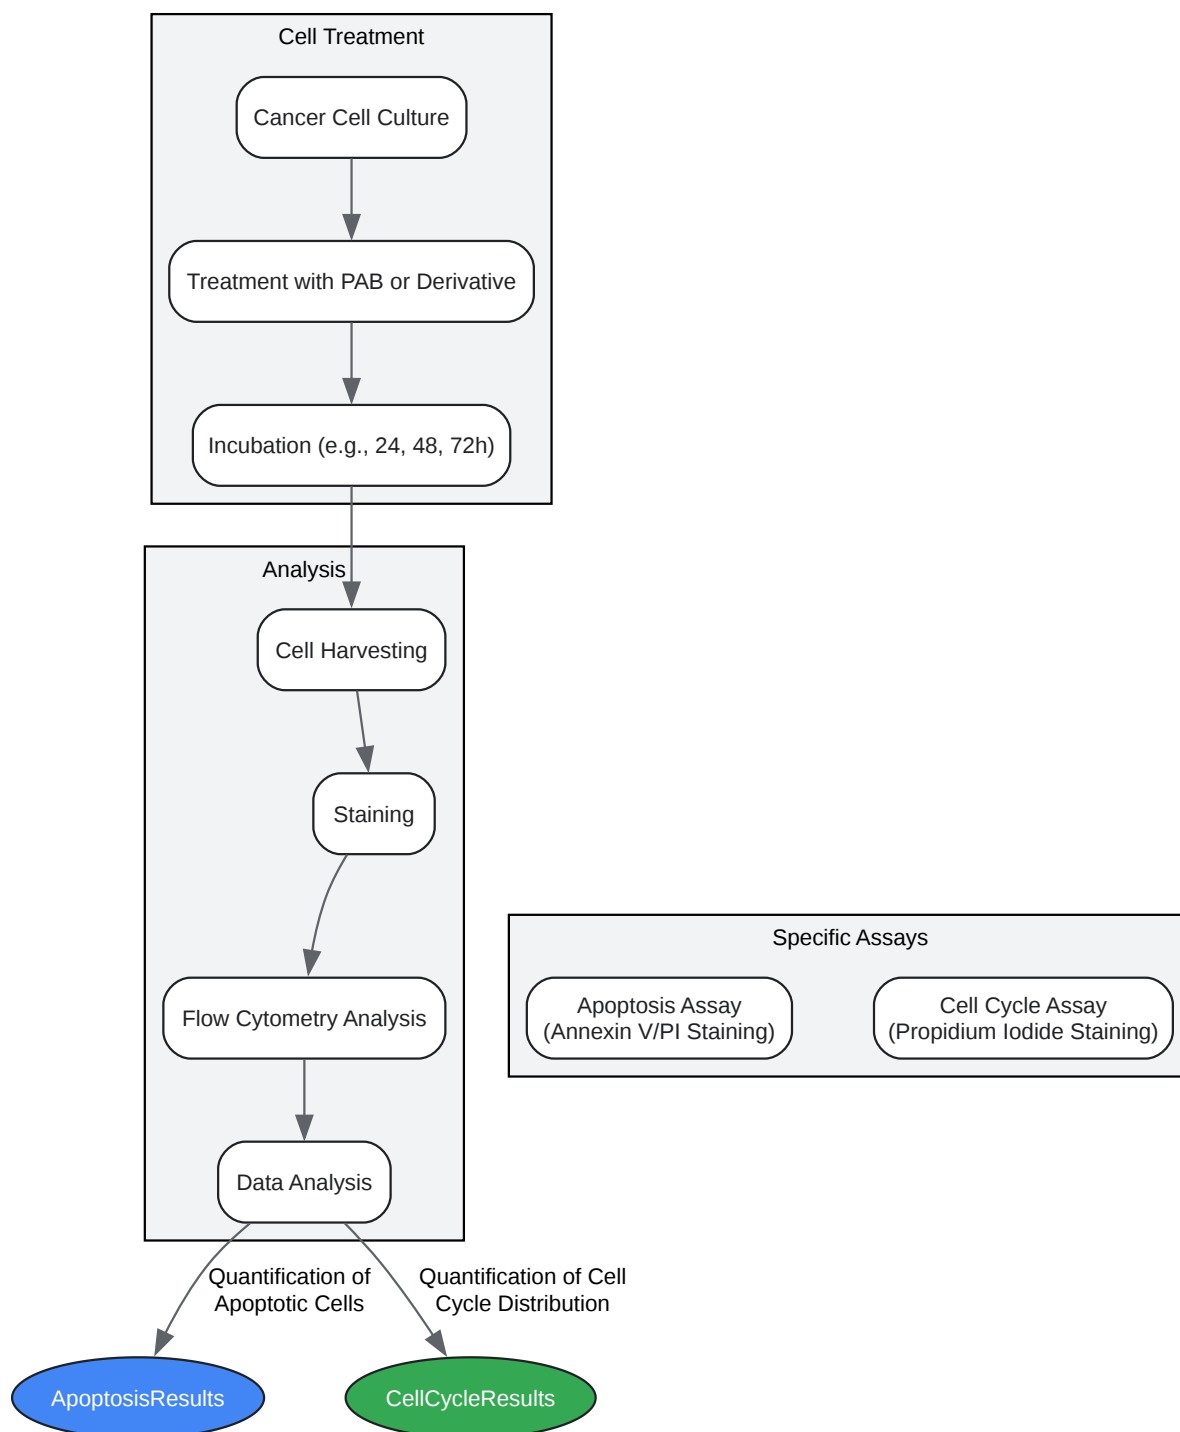 Cell Treatment
Cancer Cell Culture
Treatment with PAB or Derivative
Incubation (e.g., 24, 48, 72h)
Analysis
Cell Harvesting
Staining
Specific Assays
Apoptosis Assay
(Annexin V/PI Staining)
Cell Cycle Assay
(Propidium Iodide Staining)
Flow Cytometry Analysis
Data Analysis
Quantification of
Apoptotic Cells
Quantification of Cell
Cycle Distribution
ApoptosisResults
CellCycleResults